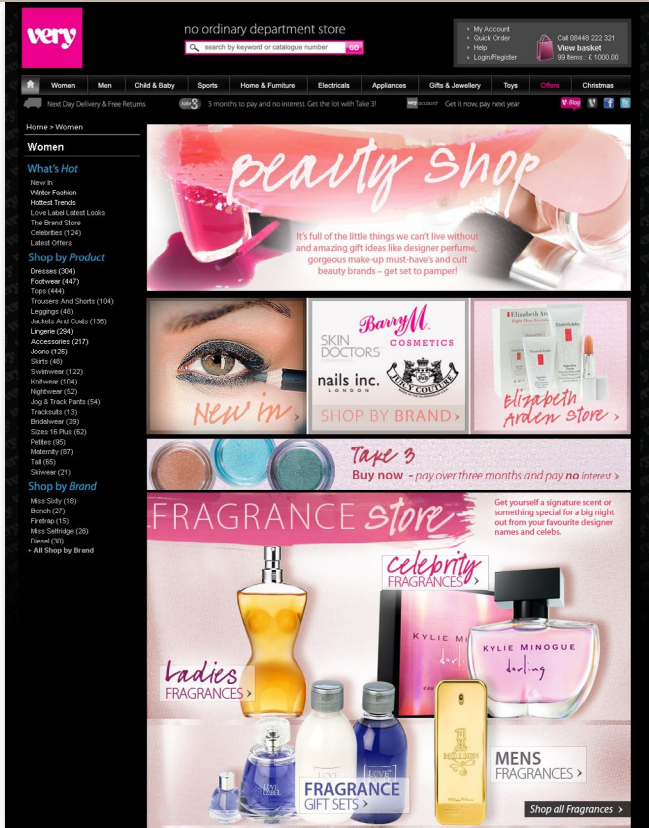 very
no ordinary department store
search by keyword or catalogue number
GO
My Account
Quick Order
Help
Login/Register
Call 08448 222 321
View basket
99 Items : £ 1000.00
Women
Men
Child & Baby
Sports
Home & Furniture
Electricals
Appliances
Gifts & Jewellery
Toys
Offers
Christmas
Next Day Delivery & Free Returns
take 3
3 months to pay and no interest. Get the lot with Take 3!
very account
Get it now, pay next year
V Blog
Home > Women
Women
What's Hot
New In
Winter Fashion
Hottest Trends
Love Label Latest Looks
The Brand Store
Celebrities (124)
Latest Offers
Shop by Product
Dresses (304)
Footwear (447)
Tops (444)
Trousers And Shorts (104)
Leggings (48)
Jackets And Coats (136)
Lingerie (294)
Accessories (217)
Jeans (126)
Skirts (48)
Swimwear (122)
Knitwear (104)
Nightwear (52)
Jog & Track Pants (54)
Tracksuits (13)
Bridalwear (39)
Sizes 16 Plus (62)
Petites (95)
Maternity (87)
Tall (65)
Skiwear (21)
Shop by Brand
Miss Sixty (18)
Bench (27)
Firetrap (15)
Miss Selfridge (28)
Diesel (30)
+ All Shop by Brand
beauty shop
It's full of the little things we can't live without
and amazing gift ideas like designer perfume,
gorgeous make-up must-have's and cult
beauty brands – get set to pamper!
New in >
Barry M
COSMETICS
SKIN
DOCTORS
nails inc.
LONDON
JUICY COUTURE
SHOP BY BRAND >
Elizabeth Arden
Elizabeth
Arden store >
Take 3
Buy now - pay over three months and pay no interest >
FRAGRANCE store
Get yourself a signature scent or
something special for a big night
out from your favourite designer
names and celebs.
celebrity
FRAGRANCES >
KYLIE MI
darli
KYLIE MINOGUE
darling
Ladies
FRAGRANCES >
LOVE
LABEL
FRAGRANCE
GIFT SETS >
MENS
FRAGRANCES >
Shop all Fragrances >